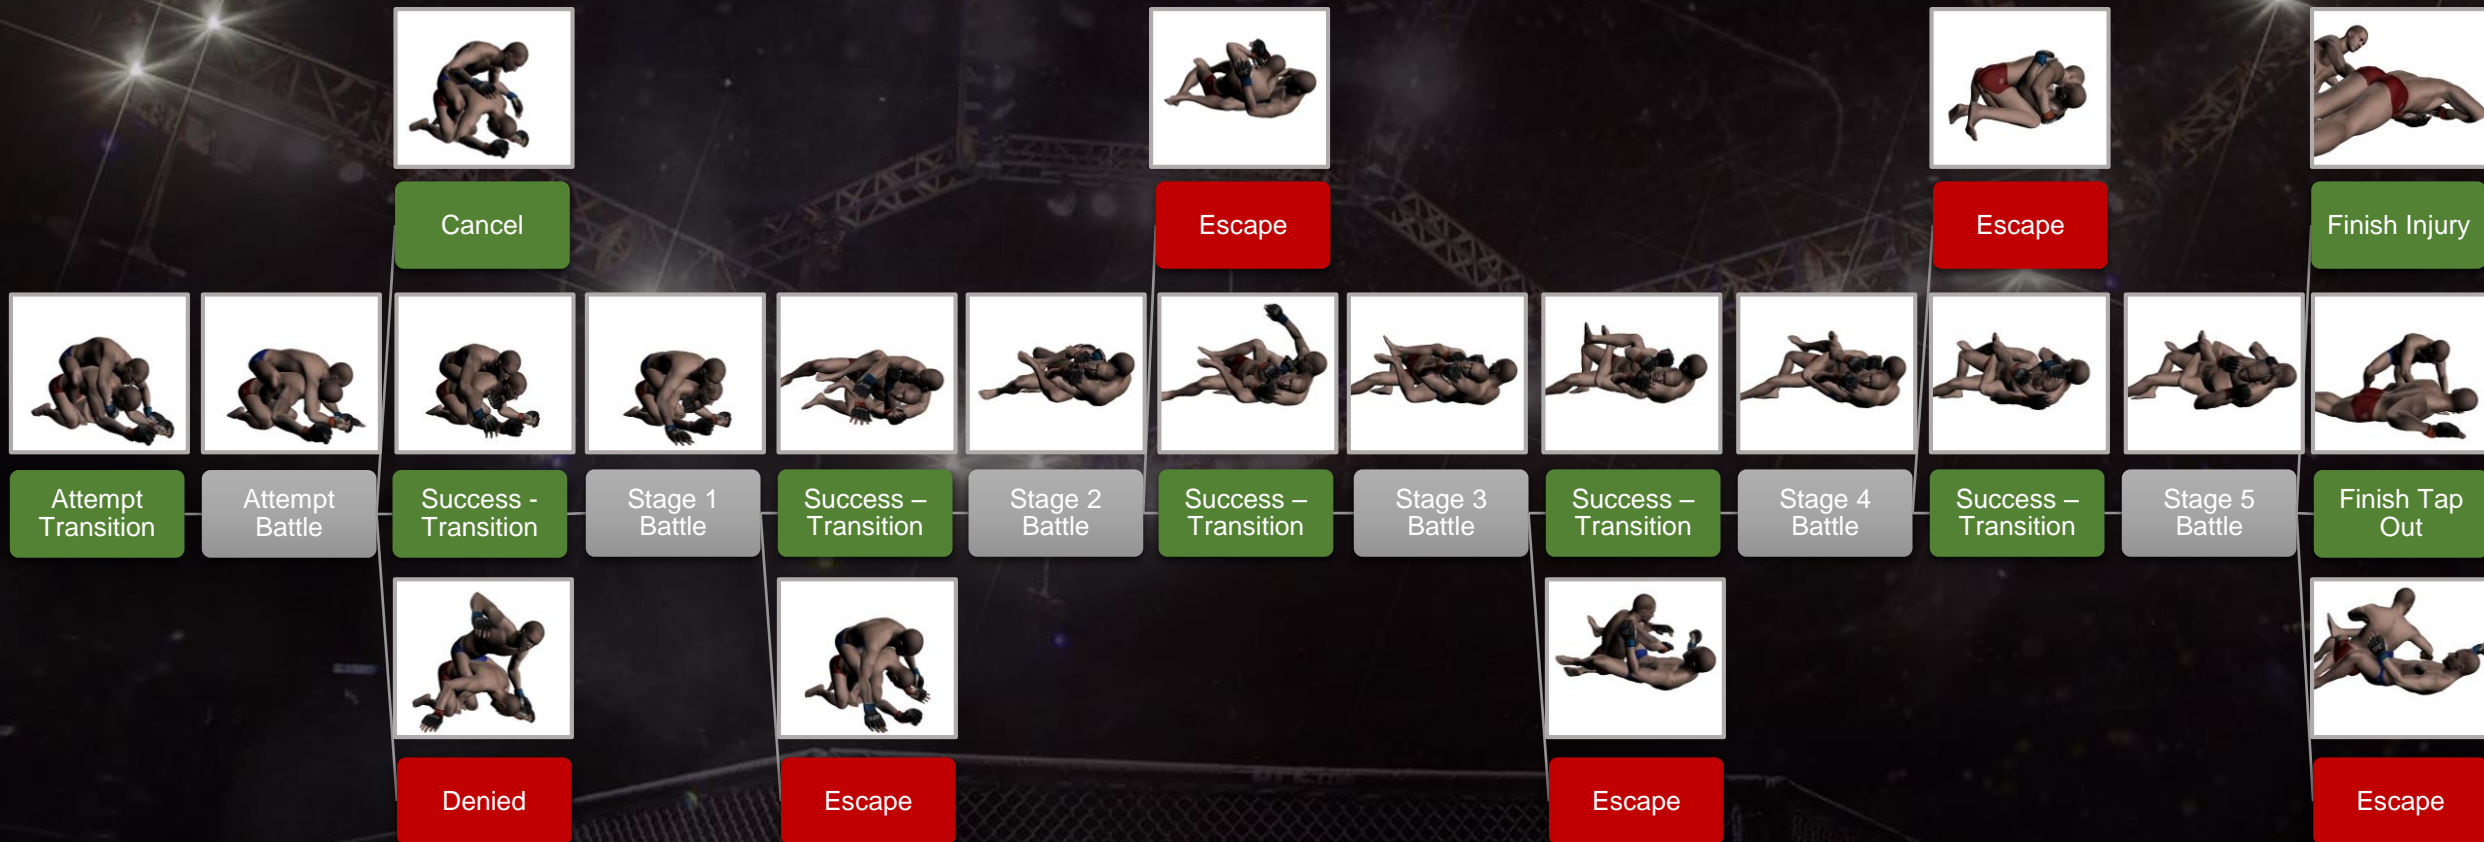 Cancel
Escape
Escape
Finish Injury
Attempt
Transition
Attempt
Battle
Success -
Transition
Stage 1
Battle
Success –
Transition
Stage 2
Battle
Success –
Transition
Stage 3
Battle
Success –
Transition
Stage 4
Battle
Success –
Transition
Stage 5
Battle
Finish Tap
Out
Denied
Escape
Escape
Escape